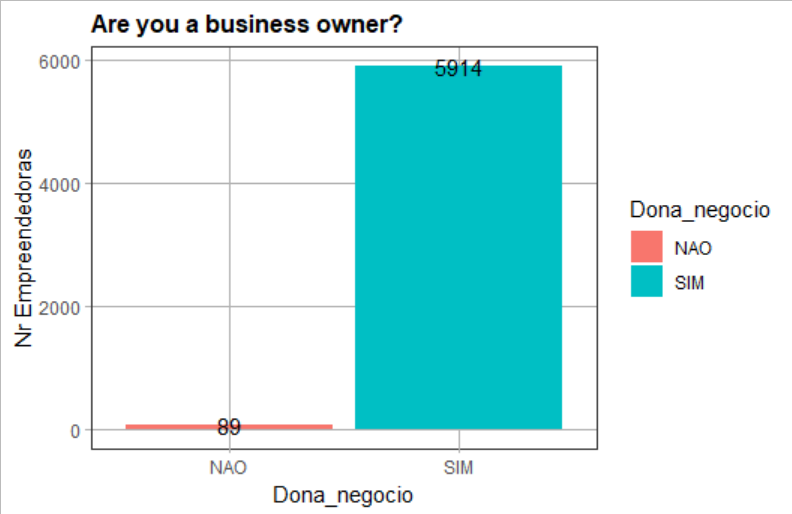 Are you a business owner?
Nr Empreendedoras
6000
4000
2000
0
5914
89
NAO
SIM
Dona_negocio
Dona_negocio
NAO
SIM